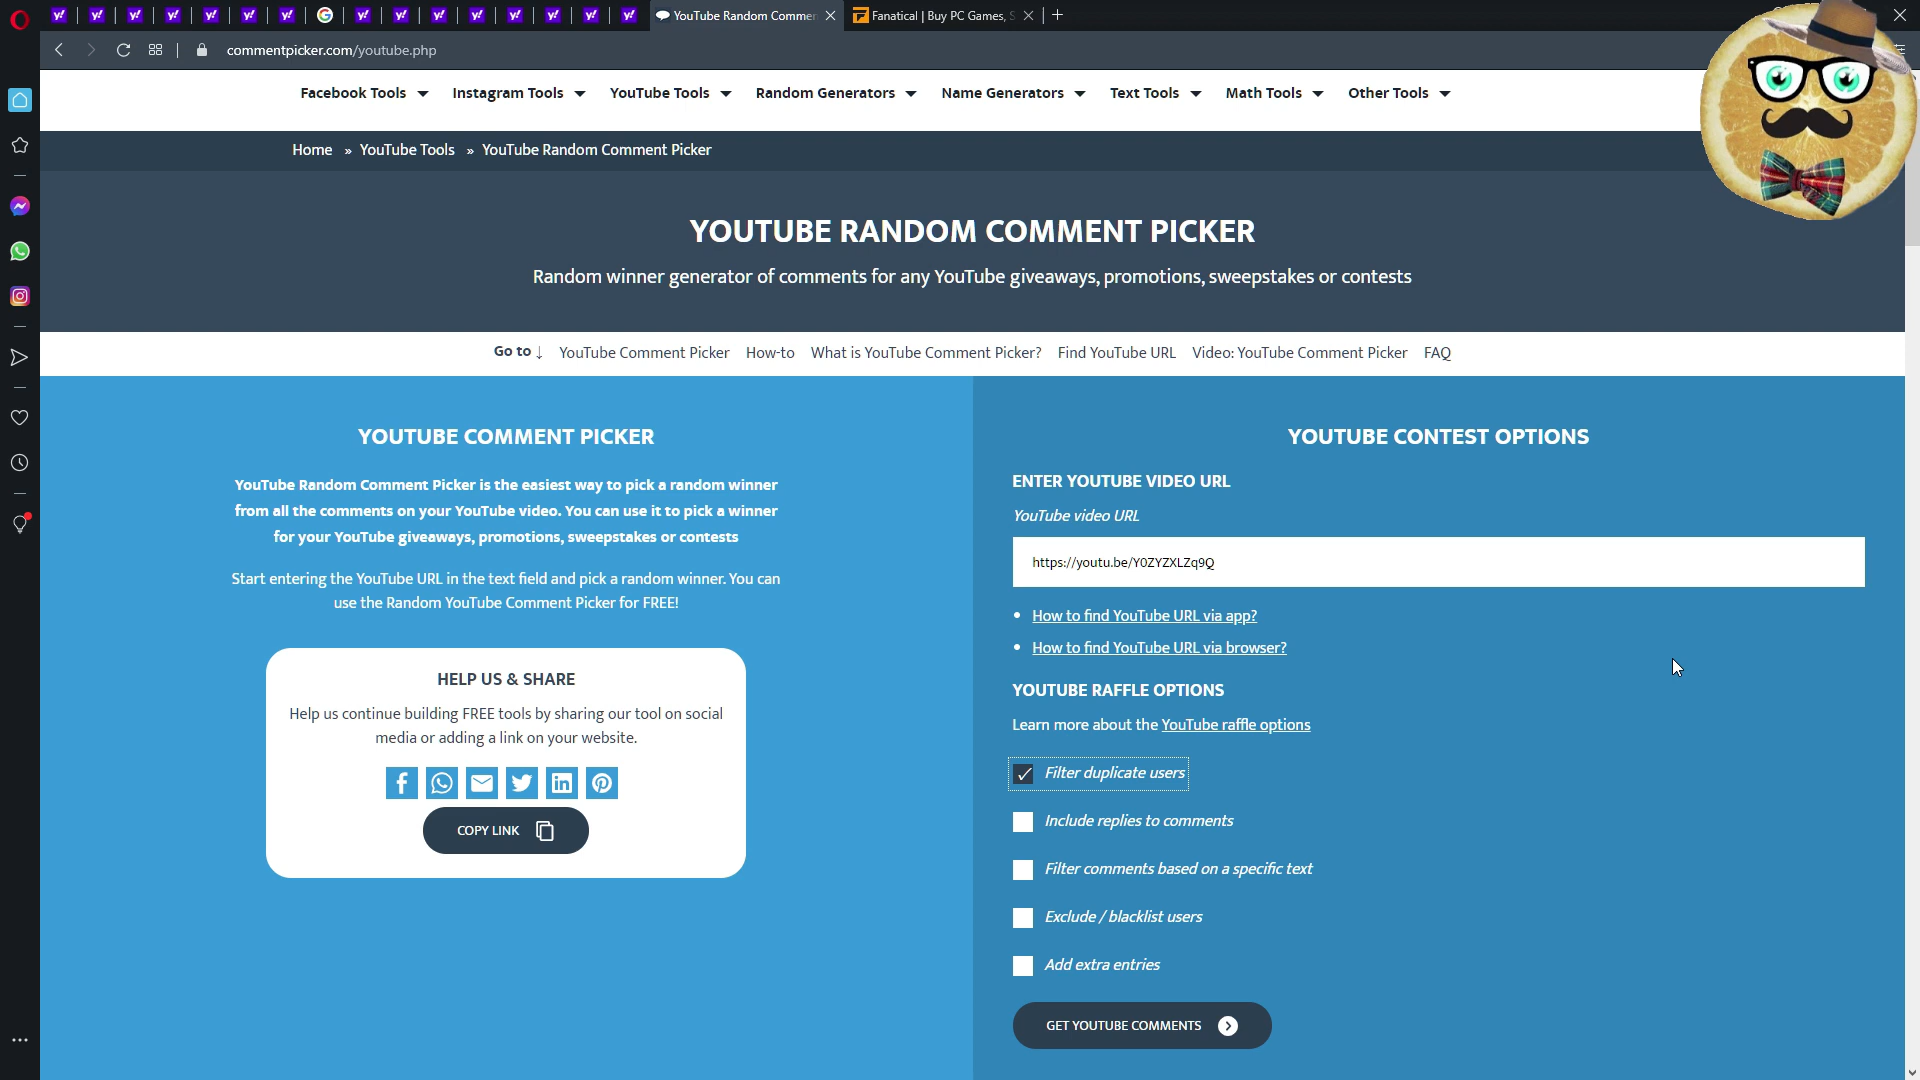 YouTube Random Commen
Fanatical | Buy PC Games, S
commentpicker.com/youtube.php
Facebook Tools Instagram Tools YouTube Tools Random Generators Name Generators Text Tools Math Tools Other Tools
Home » YouTube Tools » YouTube Random Comment Picker
YOUTUBE RANDOM COMMENT PICKER
Random winner generator of comments for any YouTube giveaways, promotions, sweepstakes or contests
Go to ↓ YouTube Comment Picker How-to What is YouTube Comment Picker? Find YouTube URL Video: YouTube Comment Picker FAQ
YOUTUBE COMMENT PICKER
YouTube Random Comment Picker is the easiest way to pick a random winner
from all the comments on your YouTube video. You can use it to pick a winner
for your YouTube giveaways, promotions, sweepstakes or contests
Start entering the YouTube URL in the text field and pick a random winner. You can
use the Random YouTube Comment Picker for FREE!
HELP US & SHARE
Help us continue building FREE tools by sharing our tool on social
media or adding a link on your website.
COPY LINK
YOUTUBE CONTEST OPTIONS
ENTER YOUTUBE VIDEO URL
YouTube video URL
https://youtu.be/Y0ZYZXLZq9Q
How to find YouTube URL via app?
How to find YouTube URL via browser?
YOUTUBE RAFFLE OPTIONS
Learn more about the YouTube raffle options
Filter duplicate users
Include replies to comments
Filter comments based on a specific text
Exclude / blacklist users
Add extra entries
GET YOUTUBE COMMENTS